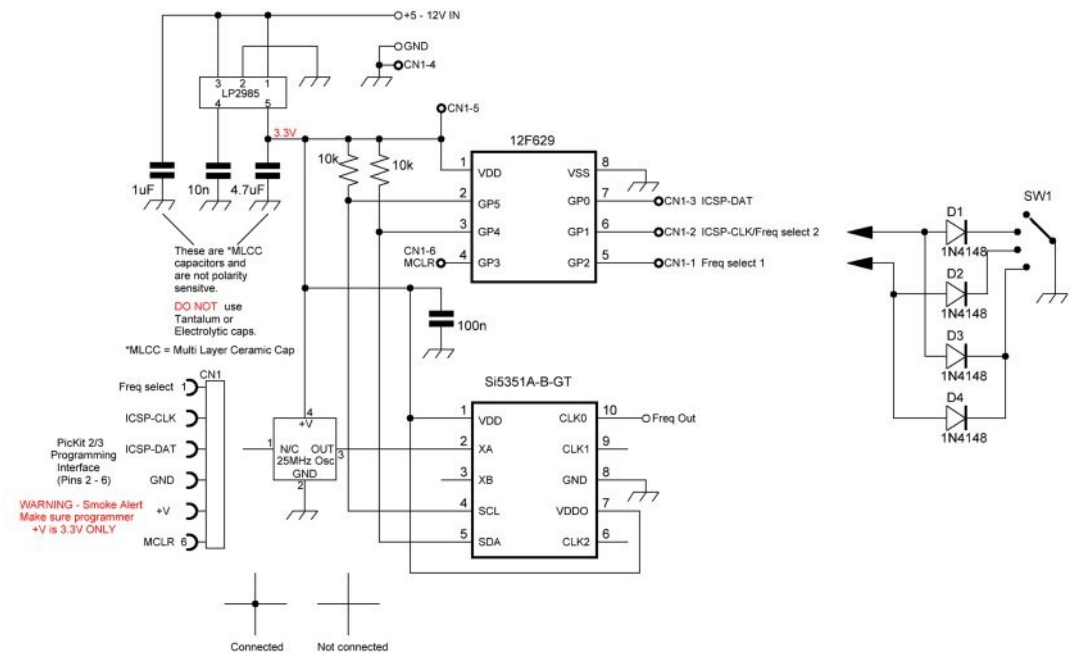 +5 - 12V IN
GND
CN1-4
3 2 1
LP2985
4 5
3.3V
CN1-5
1uF
10n
4.7uF
10k
10k
12F629
1 VDD
VSS 8
2 GP5
GP0 7
CN1-3 ICSP-DAT
3 GP4
GP1 6
CN1-2 ICSP-CLK/Freq select 2
CN1-6
MCLR
4 GP3
GP2 5
CN1-1 Freq select 1
SW1
D1
1N4148
D2
1N4148
D3
1N4148
D4
1N4148
These are *MLCC
capacitors and
are not polarity
sensitve.
DO NOT use
Tantalum or
Electrolytic caps.
*MLCC = Multi Layer Ceramic Cap
100n
CN1
Freq select 1
ICSP-CLK
ICSP-DAT
GND
+V
MCLR 6
PicKit 2/3
Programming
Interface
(Pins 2 - 6)
WARNING - Smoke Alert
Make sure programmer
+V is 3.3V ONLY
4
+V
1
N/C OUT
3
25MHz Osc
GND
2
Si5351A-B-GT
1 VDD
CLK0 10
Freq Out
2 XA
CLK1 9
3 XB
GND 8
4 SCL
VDDO 7
5 SDA
CLK2 6
Connected
Not connected